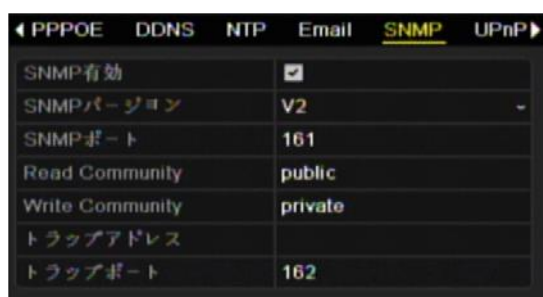 PPPOE DDNS NTP Email SNMP UPnP
SNMP有効
SNMPバージョン V2
SNMPポート 161
Read Community public
Write Community private
トラップアドレス
トラップポート 162